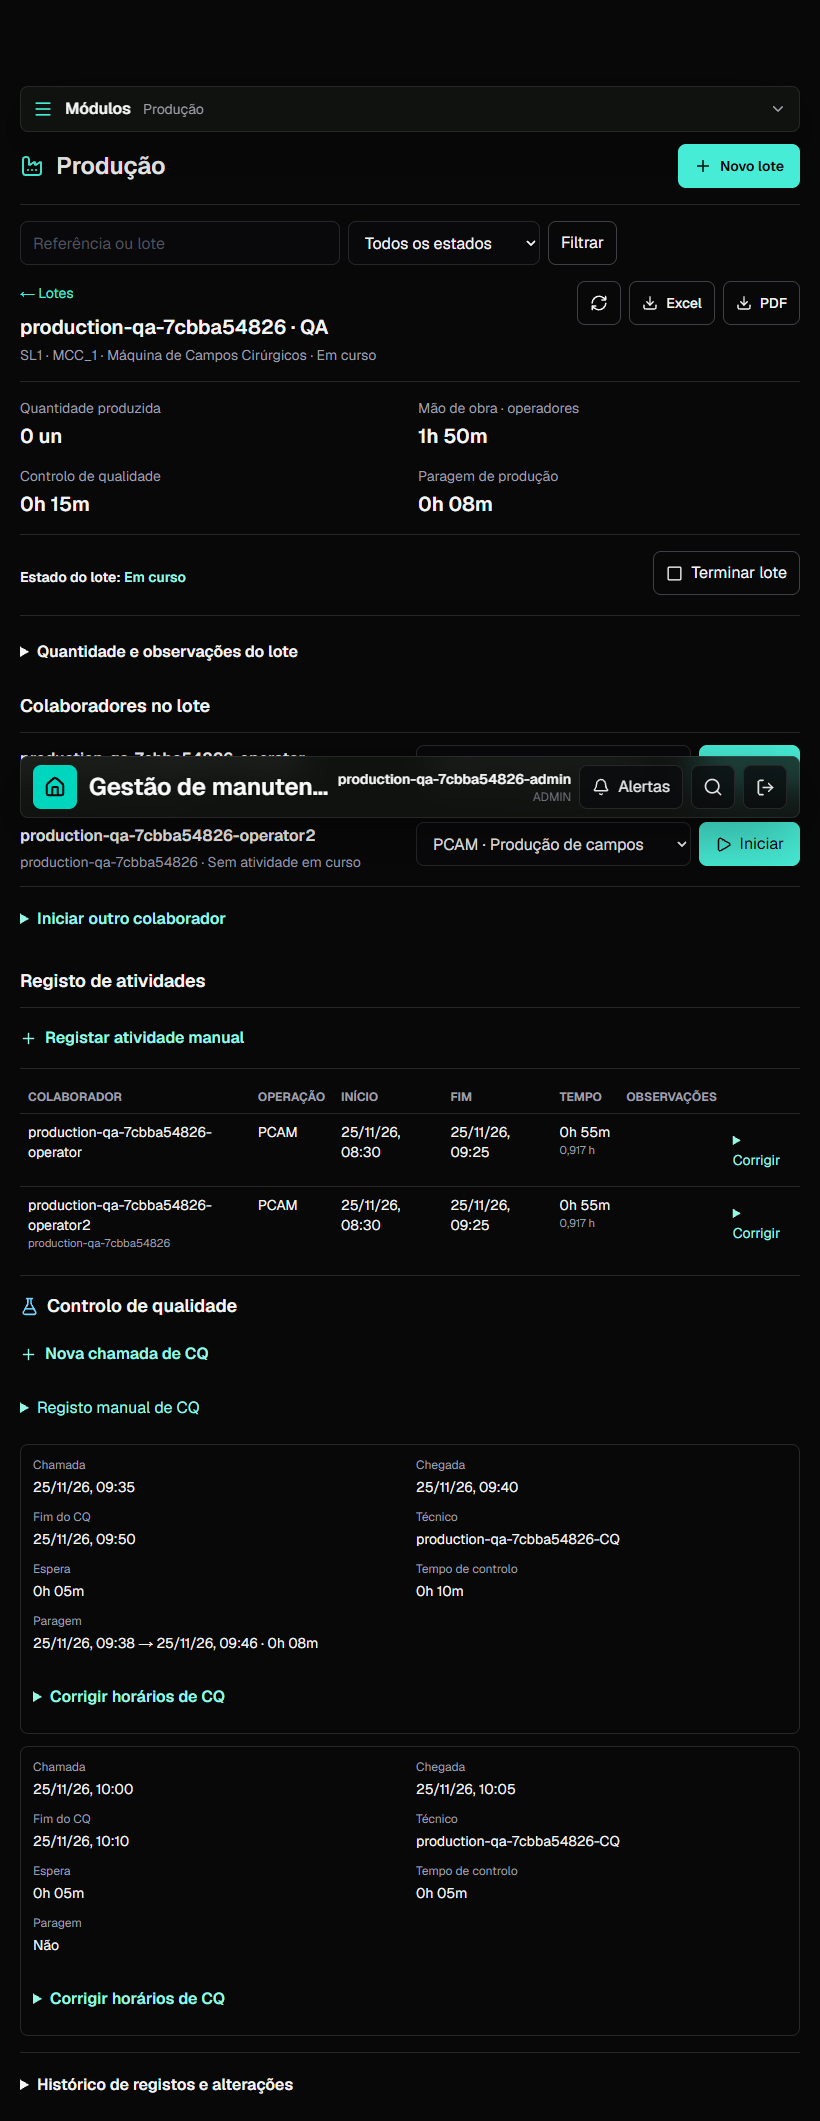 Módulos Produção
Produção
Novo lote
Referência ou lote
Todos os estados
Filtrar
← Lotes
Excel
PDF
production-qa-7cbba54826 · QA
SL1 · MCC_1 · Máquina de Campos Cirúrgicos · Em curso
Quantidade produzida
0 un
Mão de obra · operadores
1h 50m
Controlo de qualidade
0h 15m
Paragem de produção
0h 08m
Estado do lote: Em curso
Terminar lote
Quantidade e observações do lote
Colaboradores no lote
Gestão de manuten...
production-qa-7cbba54826-admin
ADMIN
Alertas
production-qa-7cbba54826-operator2
production-qa-7cbba54826 · Sem atividade em curso
PCAM · Produção de campos
Iniciar
Iniciar outro colaborador
Registo de atividades
Registar atividade manual
COLABORADOR OPERAÇÃO INÍCIO FIM TEMPO OBSERVAÇÕES
production-qa-7cbba54826-
operator
PCAM
25/11/26,
08:30
25/11/26,
09:25
0h 55m
0,917 h
Corrigir
production-qa-7cbba54826-
operator2
production-qa-7cbba54826
PCAM
25/11/26,
08:30
25/11/26,
09:25
0h 55m
0,917 h
Corrigir
Controlo de qualidade
Nova chamada de CQ
Registo manual de CQ
Chamada
25/11/26, 09:35
Chegada
25/11/26, 09:40
Fim do CQ
25/11/26, 09:50
Técnico
production-qa-7cbba54826-CQ
Espera
0h 05m
Tempo de controlo
0h 10m
Paragem
25/11/26, 09:38 → 25/11/26, 09:46 · 0h 08m
Corrigir horários de CQ
Chamada
25/11/26, 10:00
Chegada
25/11/26, 10:05
Fim do CQ
25/11/26, 10:10
Técnico
production-qa-7cbba54826-CQ
Espera
0h 05m
Tempo de controlo
0h 05m
Paragem
Não
Corrigir horários de CQ
Histórico de registos e alterações